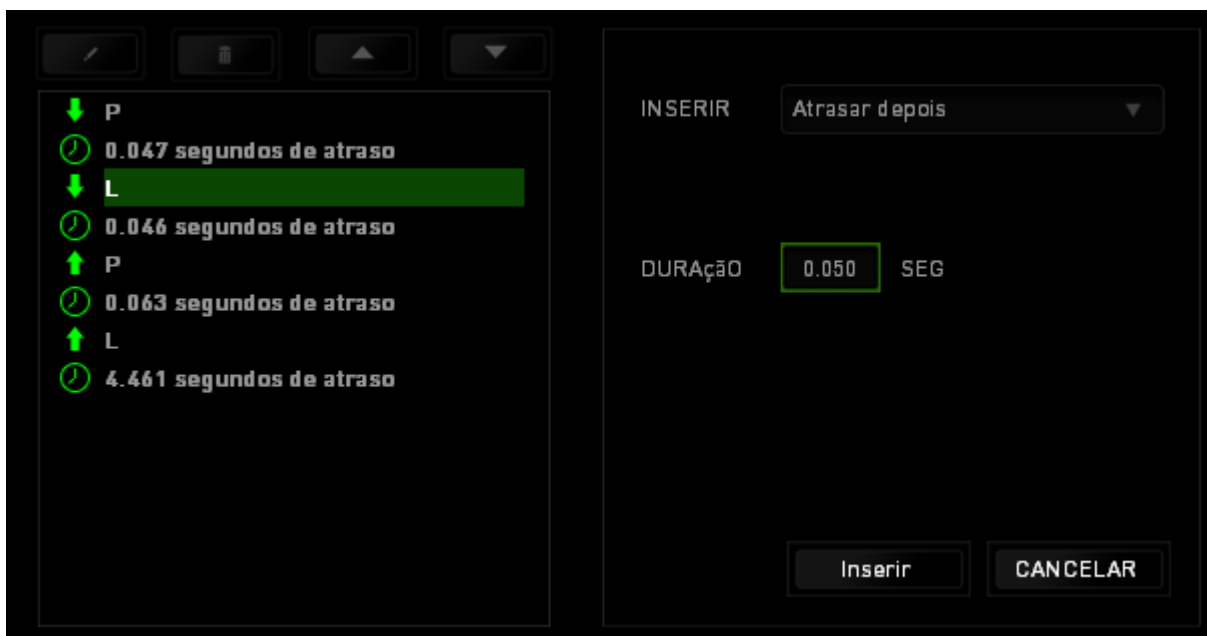 P
0.047 segundos de atraso
L
0.046 segundos de atraso
P
0.063 segundos de atraso
L
4.461 segundos de atraso
INSERIR Atrasar depois
DURAçãO 0.050 SEG
Inserir CANCELAR